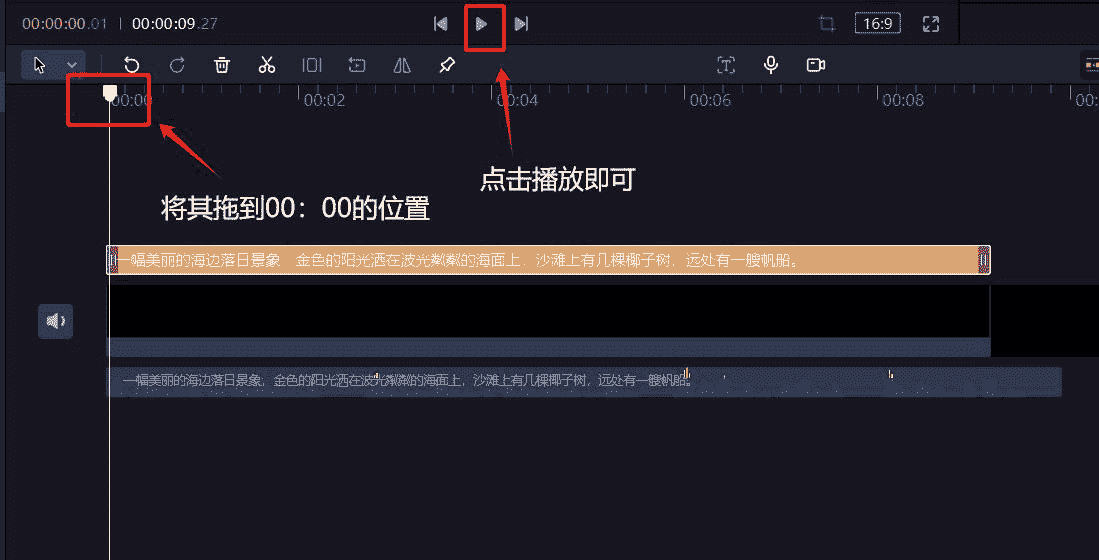 00:00:00.01 | 00:00:09.27
16:9
00:00 00:02 00:04 00:06 00:08 00:
点击播放即可
将其拖到00：00的位置
一幅美丽的海边落日景象　金色的阳光洒在波光粼粼的海面上，沙滩上有几棵椰子树，远处有一艘帆船。
一幅美丽的海边落日景象，金色的阳光洒在波光粼粼的海面上，沙滩上有几棵椰子树，远处有一艘帆船。